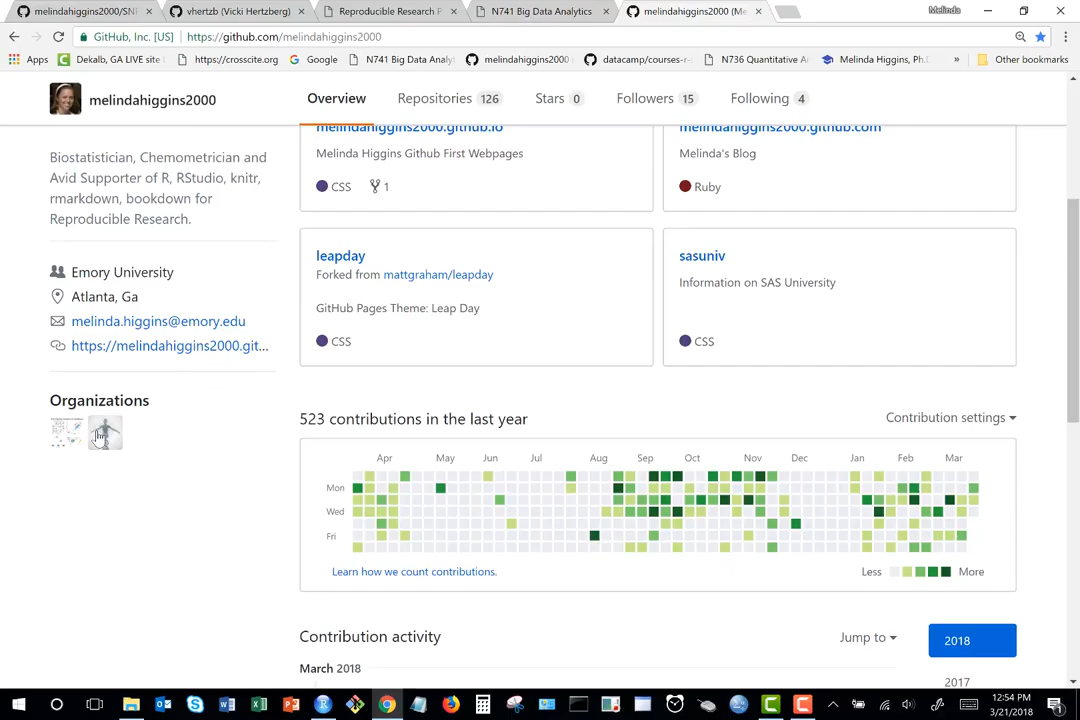 melindahiggins2000/SNI
vhertzb (Vicki Hertzberg)
Reproducible Research P
N741 Big Data Analytics
melindahiggins2000 (Me
Melinda
GitHub, Inc. [US]
https://github.com/melindahiggins2000
Apps
Dekalb, GA LIVE site
https://crosscite.org
Google
N741 Big Data Analy
melindahiggins2000
datacamp/courses-r-
N736 Quantitative A
Melinda Higgins, Ph.
»
Other bookmarks
melindahiggins2000
Overview
Repositories 126
Stars 0
Followers 15
Following 4
Biostatistician, Chemometrician and
Avid Supporter of R, RStudio, knitr,
rmarkdown, bookdown for
Reproducible Research.
Emory University
Atlanta, Ga
melinda.higgins@emory.edu
https://melindahiggins2000.git...
Organizations
melindahiggins2000.github.io
Melinda Higgins Github First Webpages
CSS
1
melindahiggins2000.github.com
Melinda's Blog
Ruby
leapday
Forked from mattgraham/leapday
GitHub Pages Theme: Leap Day
CSS
sasuniv
Information on SAS University
CSS
523 contributions in the last year
Contribution settings
Apr May Jun Jul Aug Sep Oct Nov Dec Jan Feb Mar
Mon
Wed
Fri
Learn how we count contributions.
Less
More
Contribution activity
Jump to
2018
March 2018
2017
12:54 PM
3/21/2018